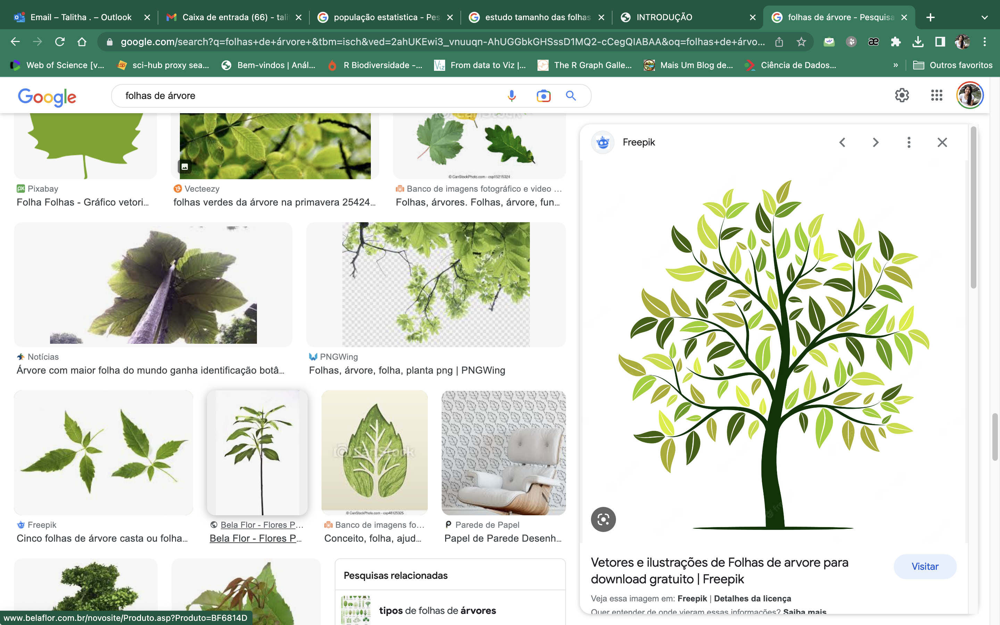 Email – Talitha . – Outlook
Caixa de entrada (66) - tali
população estatistica - Pes
estudo tamanho das folhas
INTRODUÇÃO
folhas de árvore - Pesquisa
google.com/search?q=folhas+de+árvore+&tbm=isch&ved=2ahUKEwi3_vnuuqn-AhUGGbkGHSssD1MQ2-cCegQIABAA&oq=folhas+de+árvo...
Web of Science [v...
sci-hub proxy sea...
Bem-vindos | Anál...
R Biodiversidade -...
Viz
From data to Viz |...
The R Graph Galle...
Mais Um Blog de...
Ciência de Dados...
»
Outros favoritos
Google
folhas de árvore
© CanStockPhoto.com - csp15215324
Pixabay
Folha Folhas - Gráfico vetori...
Vecteezy
folhas verdes da árvore na primavera 25424...
Banco de imagens fotográfico e video ...
Folhas, árvores. Folhas, árvore, fun...
Notícias
Árvore com maior folha do mundo ganha identificação botâ...
PNGWing
Folhas, árvore, folha, planta png | PNGWing
CanStock
© CanStockPhoto.com - csp48125325
Freepik
Cinco folhas de árvore casta ou folha...
Bela Flor - Flores P...
Bela Flor - Flores P...
Banco de imagens fo...
Conceito, folha, ajud...
Parede de Papel
Papel de Parede Desenh...
Pesquisas relacionadas
tipos de folhas de árvores
www.belaflor.com.br/novosite/Produto.asp?Produto=BF6814D
Freepik
Vetores e ilustrações de Folhas de arvore para
download gratuito | Freepik
Visitar
Veja essa imagem em: Freepik | Detalhes da licença
Quer entender de onde vieram essas informações? Saiba mais